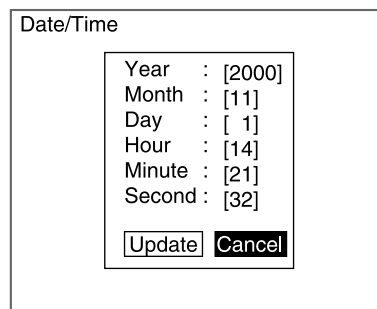 Date/Time
Year : [2000]
Month : [11]
Day : [ 1]
Hour : [14]
Minute : [21]
Second : [32]
Update Cancel